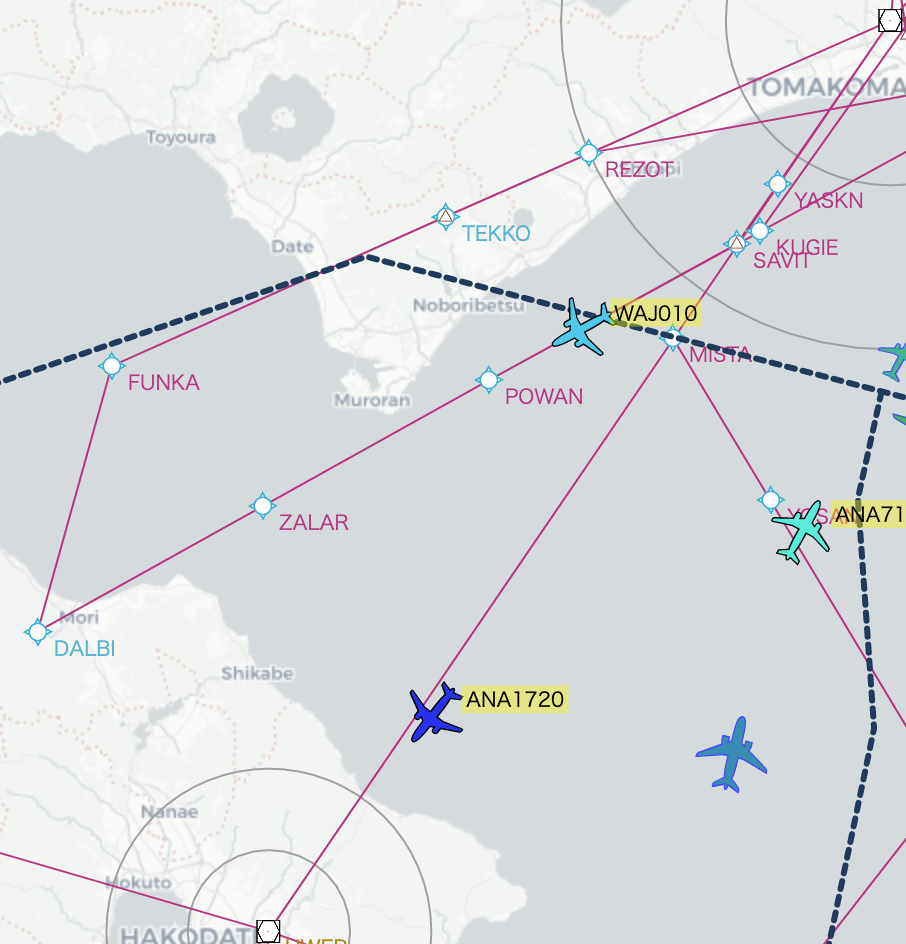 TOMAKOMA
Toyoura
REZOT
YASKN
TEKKO
KUGIE
Date
SAVIT
Noboribetsu
WAJ010
MISTA
FUNKA
POWAN
Muroran
ANA71
ZALAR
Mori
DALBI
Shikabe
ANA1720
Nanae
Hokuto
HAKODAT